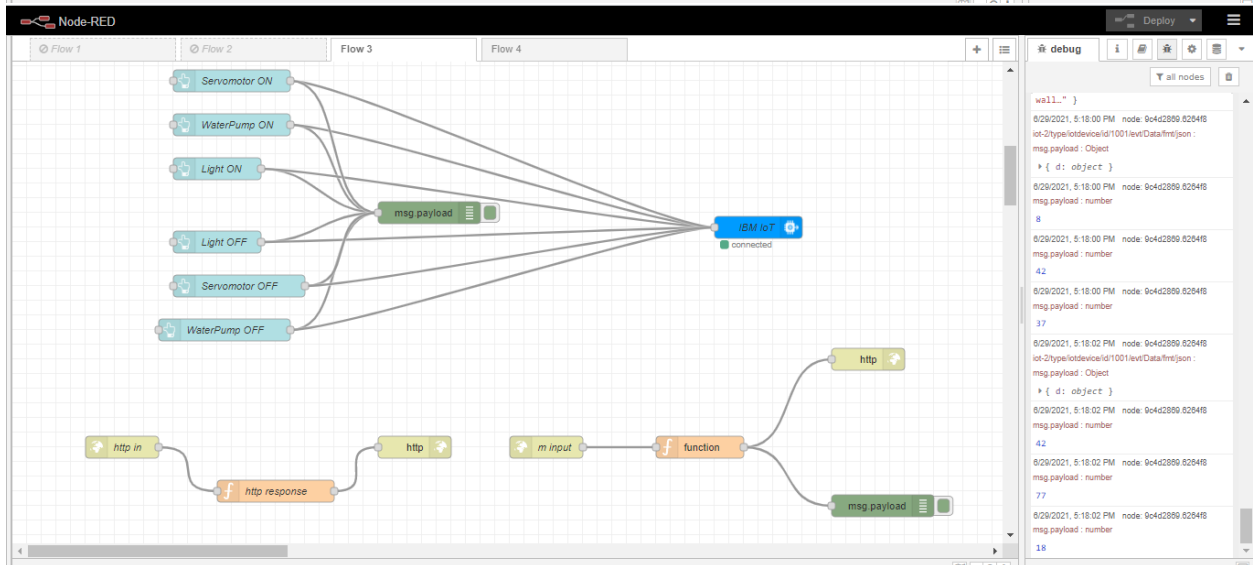 Node-RED
Deploy
Flow 1
Flow 2
Flow 3
Flow 4
debug
all nodes
Servomotor ON
WaterPump ON
Light ON
msg.payload
IBM IoT
connected
Light OFF
Servomotor OFF
WaterPump OFF
http
http in
http
m input
function
http response
msg.payload
wall…" }
6/29/2021, 5:18:00 PM node: 9c4d2869.6264f8
iot-2/type/iotdevice/id/1001/evt/Data/fmt/json :
msg.payload : Object
{ d: object }
6/29/2021, 5:18:00 PM node: 9c4d2869.6264f8
msg.payload : number
8
6/29/2021, 5:18:00 PM node: 9c4d2869.6264f8
msg.payload : number
42
6/29/2021, 5:18:00 PM node: 9c4d2869.6264f8
msg.payload : number
37
6/29/2021, 5:18:02 PM node: 9c4d2869.6264f8
iot-2/type/iotdevice/id/1001/evt/Data/fmt/json :
msg.payload : Object
{ d: object }
6/29/2021, 5:18:02 PM node: 9c4d2869.6264f8
msg.payload : number
42
6/29/2021, 5:18:02 PM node: 9c4d2869.6264f8
msg.payload : number
77
6/29/2021, 5:18:02 PM node: 9c4d2869.6264f8
msg.payload : number
18